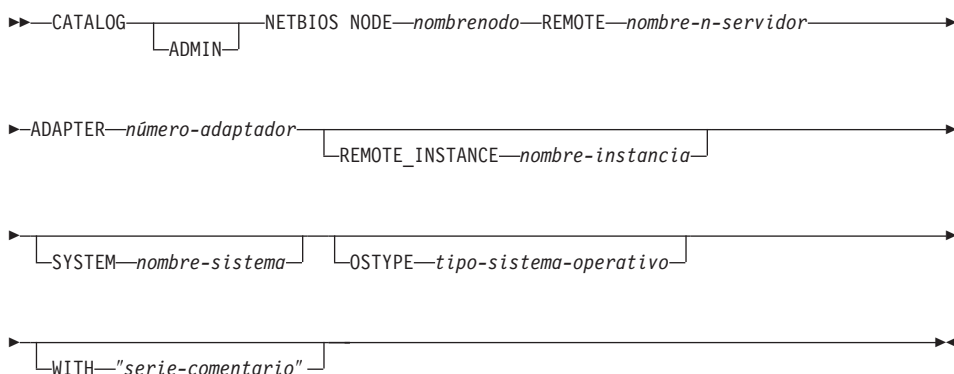 CATALOG ADMIN NETBIOS NODE nombrenodo REMOTE nombre-n-servidor
ADAPTER número-adaptador REMOTE_INSTANCE nombre-instancia
SYSTEM nombre-sistema OSTYPE tipo-sistema-operativo
WITH "serie-comentario"